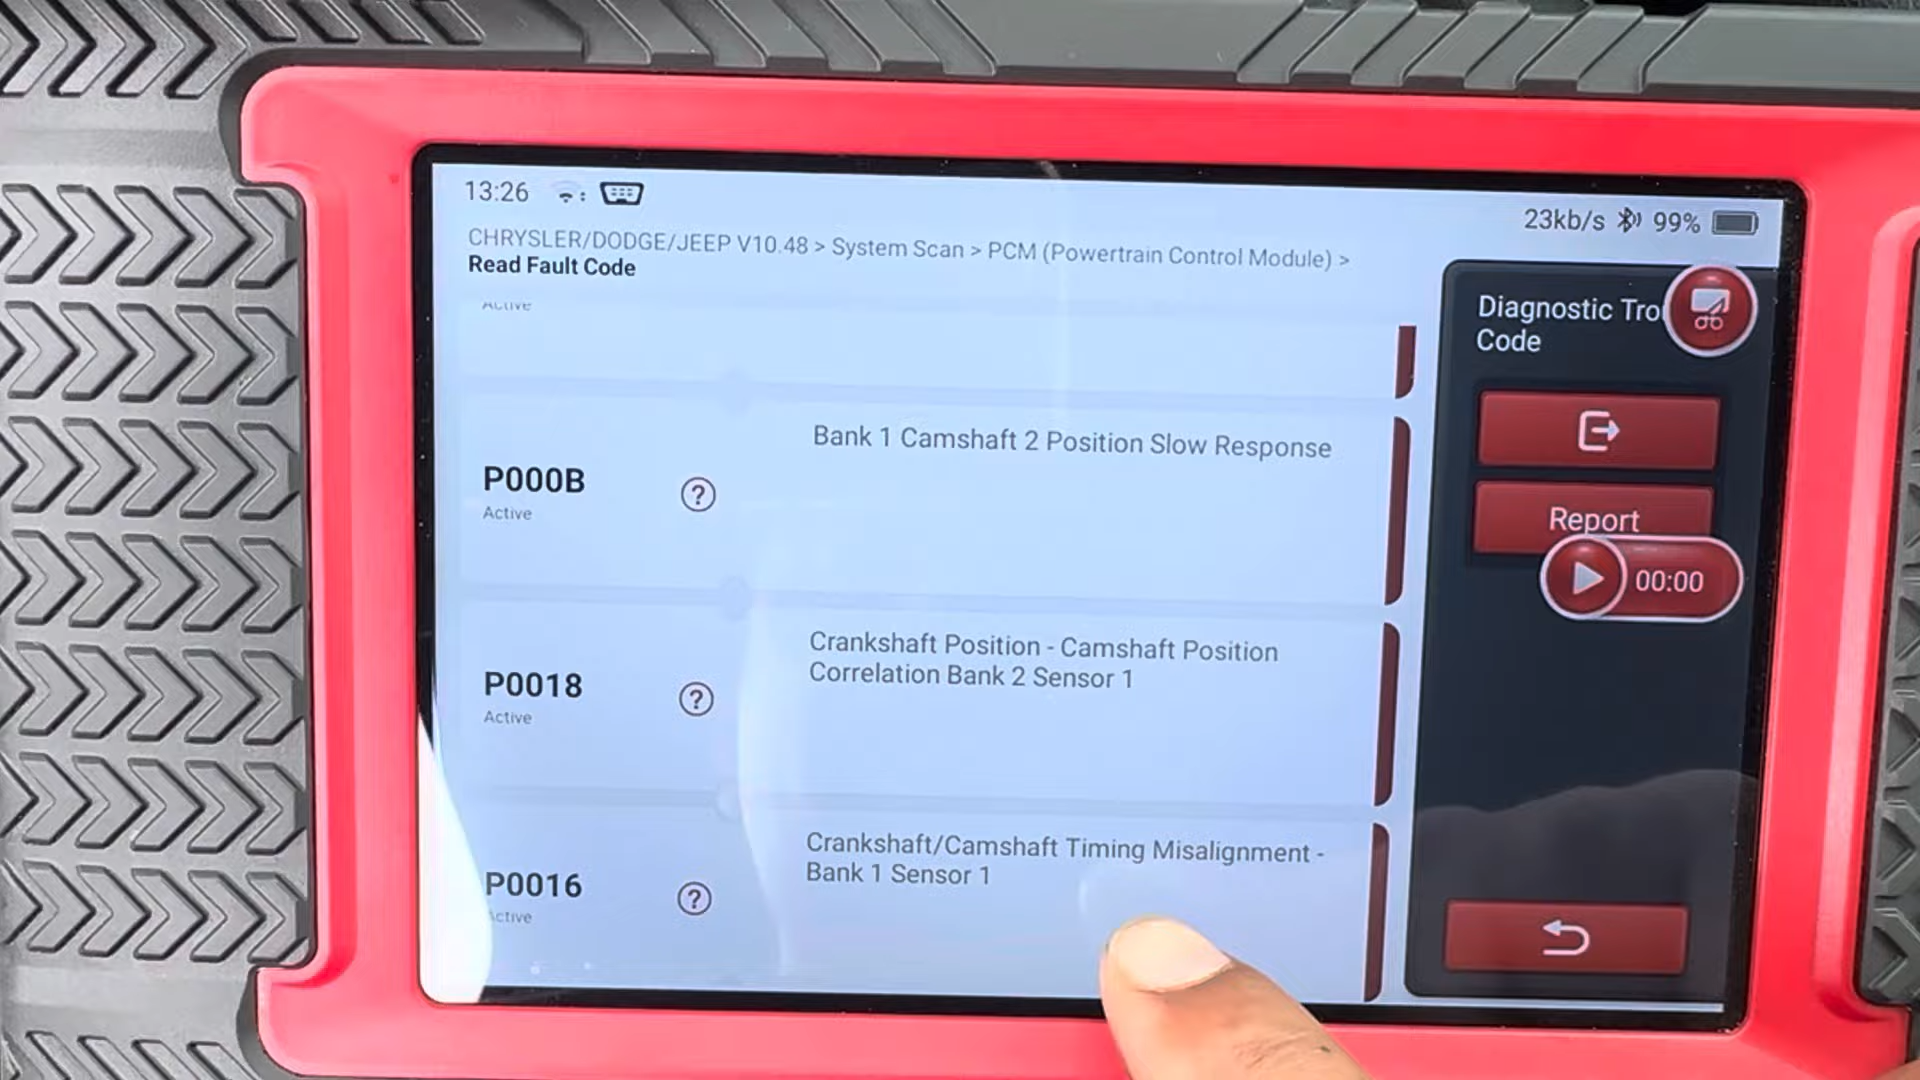 13:26
23kb/s 99%
CHRYSLER/DODGE/JEEP V10.48 > System Scan > PCM (Powertrain Control Module) >
Read Fault Code
Active
Diagnostic Tro
Code
Bank 1 Camshaft 2 Position Slow Response
P000B
?
Active
Report
00:00
Crankshaft Position - Camshaft Position
Correlation Bank 2 Sensor 1
P0018
?
Active
Crankshaft/Camshaft Timing Misalignment -
Bank 1 Sensor 1
P0016
?
Active